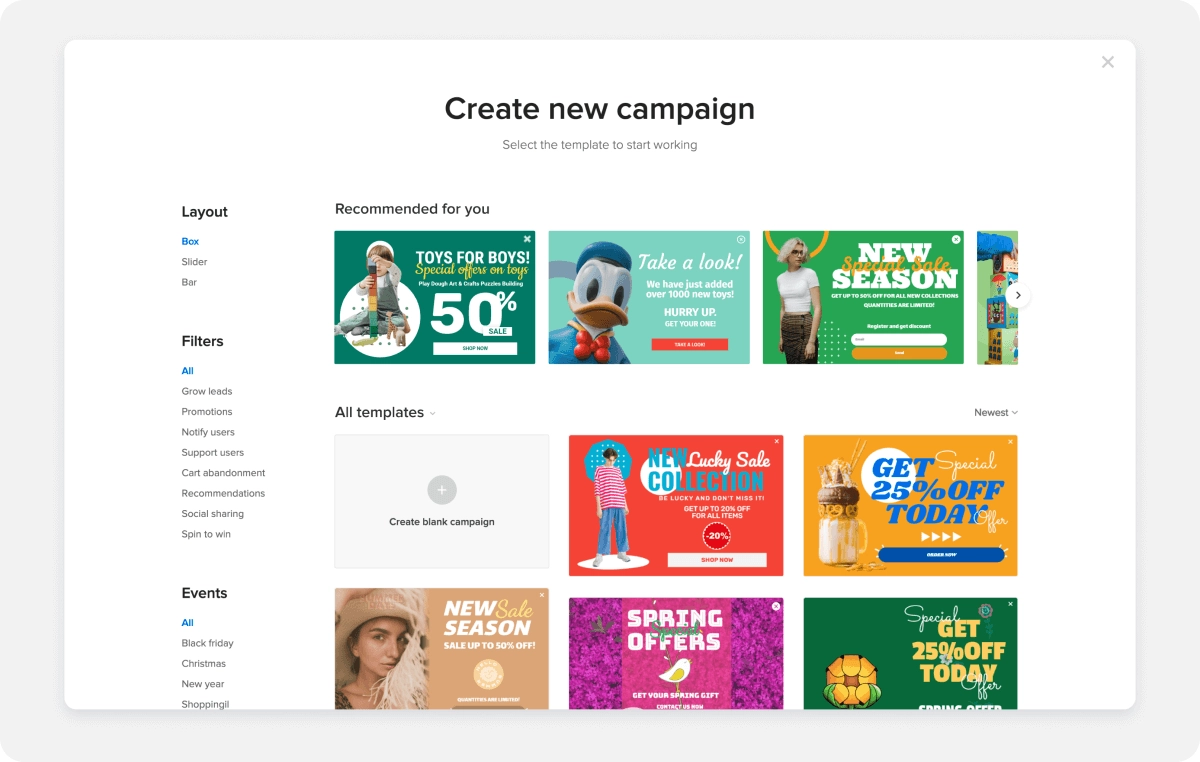 Create new campaign
Select the template to start working
Layout
Box
Slider
Bar
Filters
All
Grow leads
Promotions
Notify users
Support users
Cart abandonment
Recommendations
Social sharing
Spin to win
Events
All
Black friday
Christmas
New year
Shoppingil
Recommended for you
TOYS FOR BOYS!
Special offers on toys
Play Dough Art & Crafts Puzzles Building
50%
SALE
SHOP NOW
Take a look!
We have just added
over 1000 new toys!
HURRY UP.
GET YOUR ONE!
TAKE A LOOK!
NEW
Special Sale
SEASON
GET UP TO 50% OFF FOR ALL NEW COLLECTIONS
QUANTITIES ARE LIMITED!
Register and get discount
Email
Send
All templates
Newest
Create blank campaign
NEW Lucky Sale
COLLECTION
BE LUCKY AND DON'T MISS IT!
GET UP TO 20% OFF
FOR ALL ITEMS
-20%
SHOP NOW
GET Special
25% OFF
TODAY
Offer
ORDER NOW
NEW Sale
SEASON
SALE UP TO 50% OFF!
QUANTITIES ARE LIMITED!
SPRING
Special
OFFERS
GET YOUR SPRING GIFT
CONTACT US NOW
Special
GET
25%OFF
TODAY
Offer
SPRING OFFER